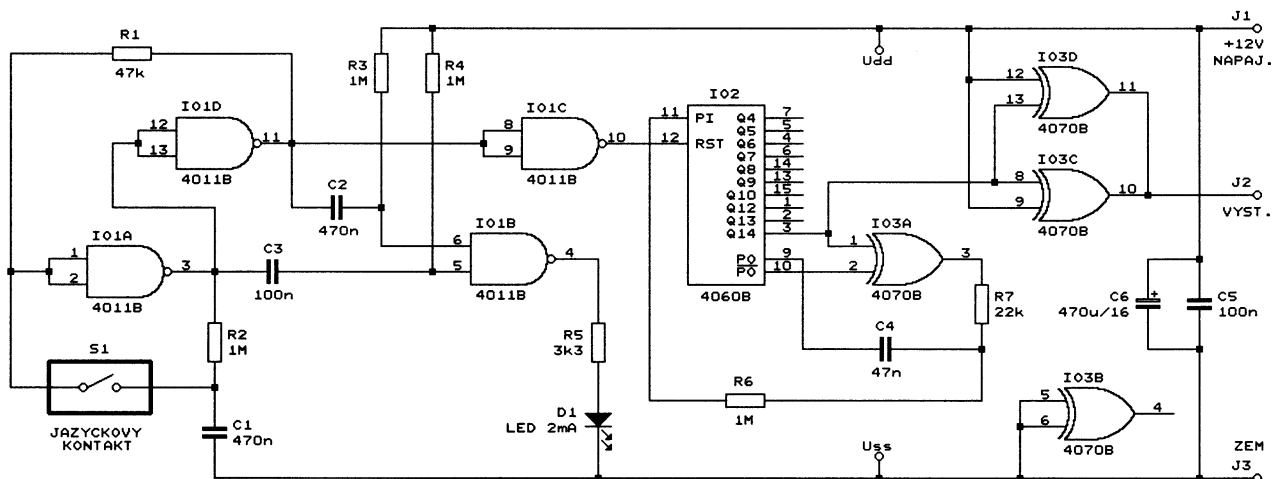 R1
47k
IO1D
12
13
11
4011B
R3
1M
R4
1M
IO1C
8
9
10
4011B
IO2
11
PI
12
RST
Q4
7
Q5
5
Q6
4
Q7
6
Q8
14
Q9
13
Q10
15
Q12
1
Q13
2
Q14
3
PO
9
PO
10
4060B
Udd
J1
+12V
NAPAJ.
IO3D
12
13
11
4070B
IO3C
8
9
10
4070B
J2
VYST.
C2
470n
IO1A
1
2
3
4011B
C3
100n
IO1B
6
5
4
4011B
IO3A
1
2
3
4070B
R7
22k
C4
47n
R6
1M
C6
+
470u/16
C5
100n
R2
1M
S1
JAZYCKOVY
KONTAKT
C1
470n
R5
3k3
D1
LED 2mA
Uss
IO3B
5
6
4
4070B
ZEM
J3